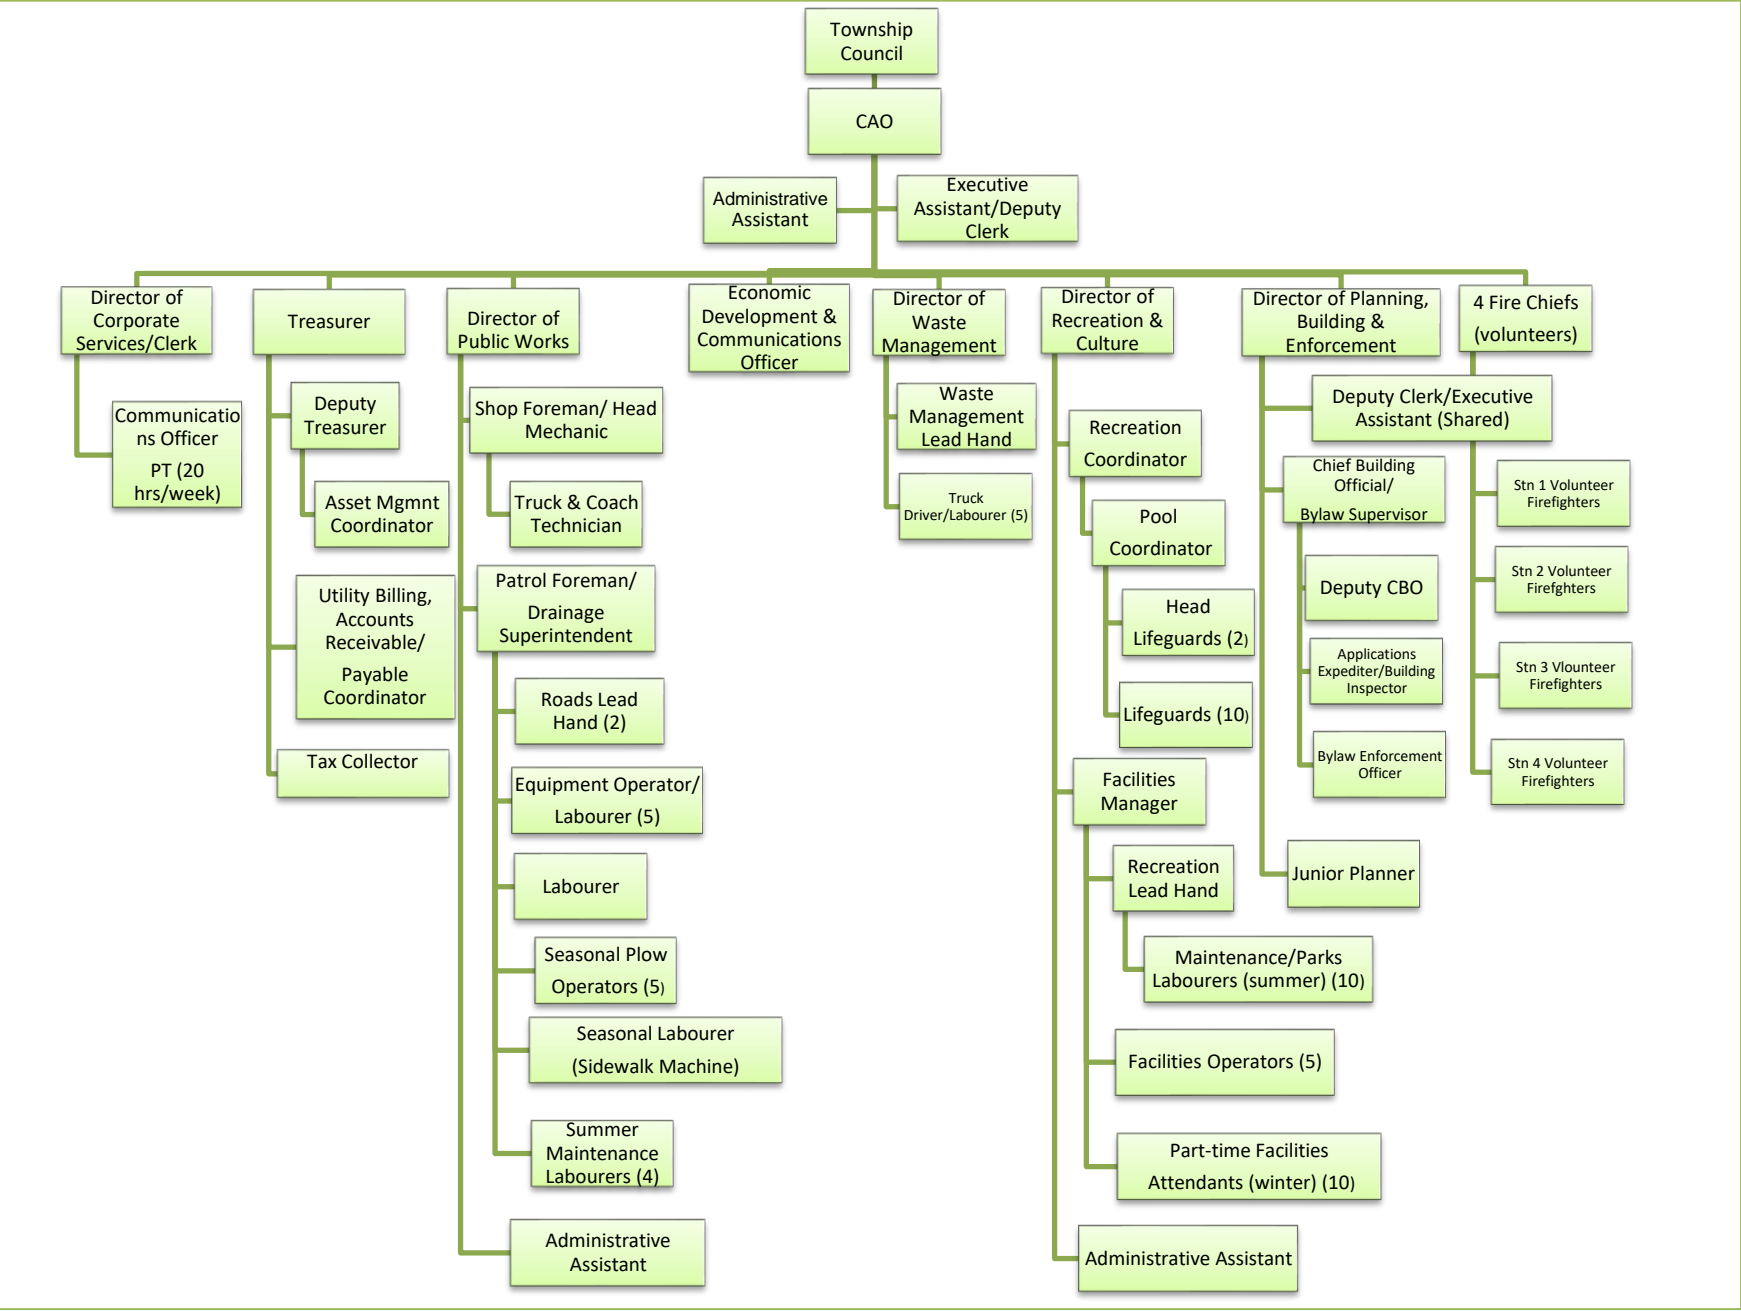 Township
Council
CAO
Administrative
Assistant
Executive
Assistant/Deputy
Clerk
Director of
Corporate
Services/Clerk
Communicatio
ns Officer
PT (20
hrs/week)
Treasurer
Deputy
Treasurer
Asset Mgmnt
Coordinator
Utility Billing,
Accounts
Receivable/
Payable
Coordinator
Tax Collector
Director of
Public Works
Shop Foreman/ Head
Mechanic
Truck & Coach
Technician
Patrol Foreman/
Drainage
Superintendent
Roads Lead
Hand (2)
Equipment Operator/
Labourer (5)
Labourer
Seasonal Plow
Operators (5)
Seasonal Labourer
(Sidewalk Machine)
Summer
Maintenance
Labourers (4)
Administrative
Assistant
Economic
Development &
Communications
Officer
Director of
Waste
Management
Waste
Management
Lead Hand
Truck
Driver/Labourer (5)
Director of
Recreation &
Culture
Recreation
Coordinator
Pool
Coordinator
Head
Lifeguards (2)
Lifeguards (10)
Facilities
Manager
Recreation
Lead Hand
Maintenance/Parks
Labourers (summer) (10)
Facilities Operators (5)
Part-time Facilities
Attendants (winter) (10)
Administrative Assistant
Director of Planning,
Building &
Enforcement
Deputy Clerk/Executive
Assistant (Shared)
Chief Building
Official/
Bylaw Supervisor
Deputy CBO
Applications
Expediter/Building
Inspector
Bylaw Enforcement
Officer
Junior Planner
4 Fire Chiefs
(volunteers)
Stn 1 Volunteer
Firefighters
Stn 2 Volunteer
Firefghters
Stn 3 Vlounteer
Firefighters
Stn 4 Volunteer
Firefighters